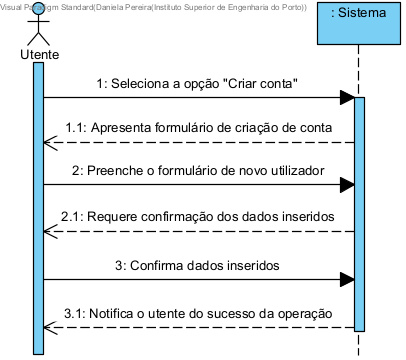 Visual Paradigm Standard(Daniela Pereira(Instituto Superior de Engenharia do Porto))
: Sistema
Utente
1: Seleciona a opção "Criar conta"
1.1: Apresenta formulário de criação de conta
2: Preenche o formulário de novo utilizador
2.1: Requere confirmação dos dados inseridos
3: Confirma dados inseridos
3.1: Notifica o utente do sucesso da operação